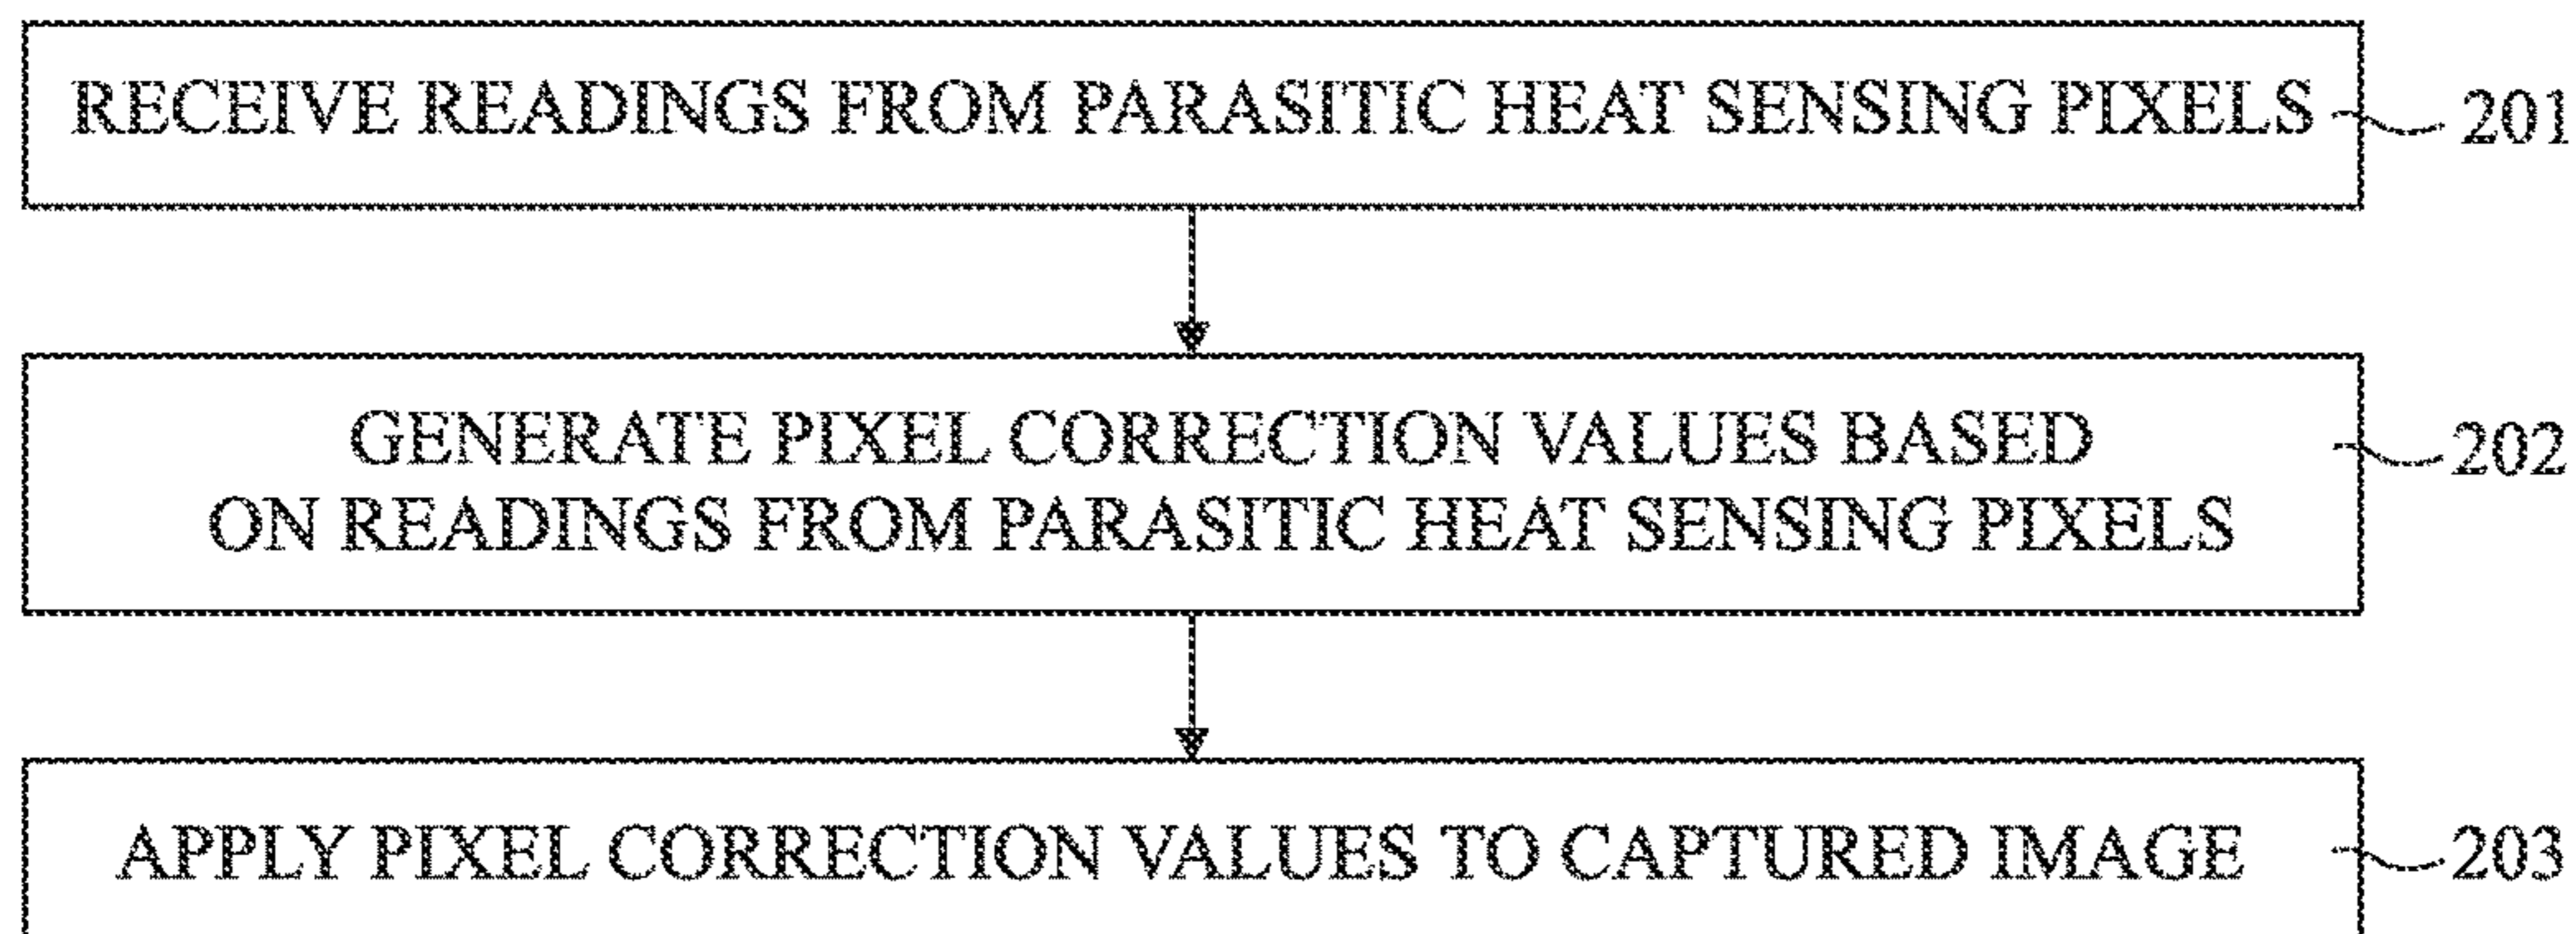 RECEIVE READINGS FROM PARASITIC HEAT SENSING PIXELS 201
GENERATE PIXEL CORRECTION VALUES BASED
ON READINGS FROM PARASITIC HEAT SENSING PIXELS
202
APPLY PIXEL CORRECTION VALUES TO CAPTURED IMAGE 203